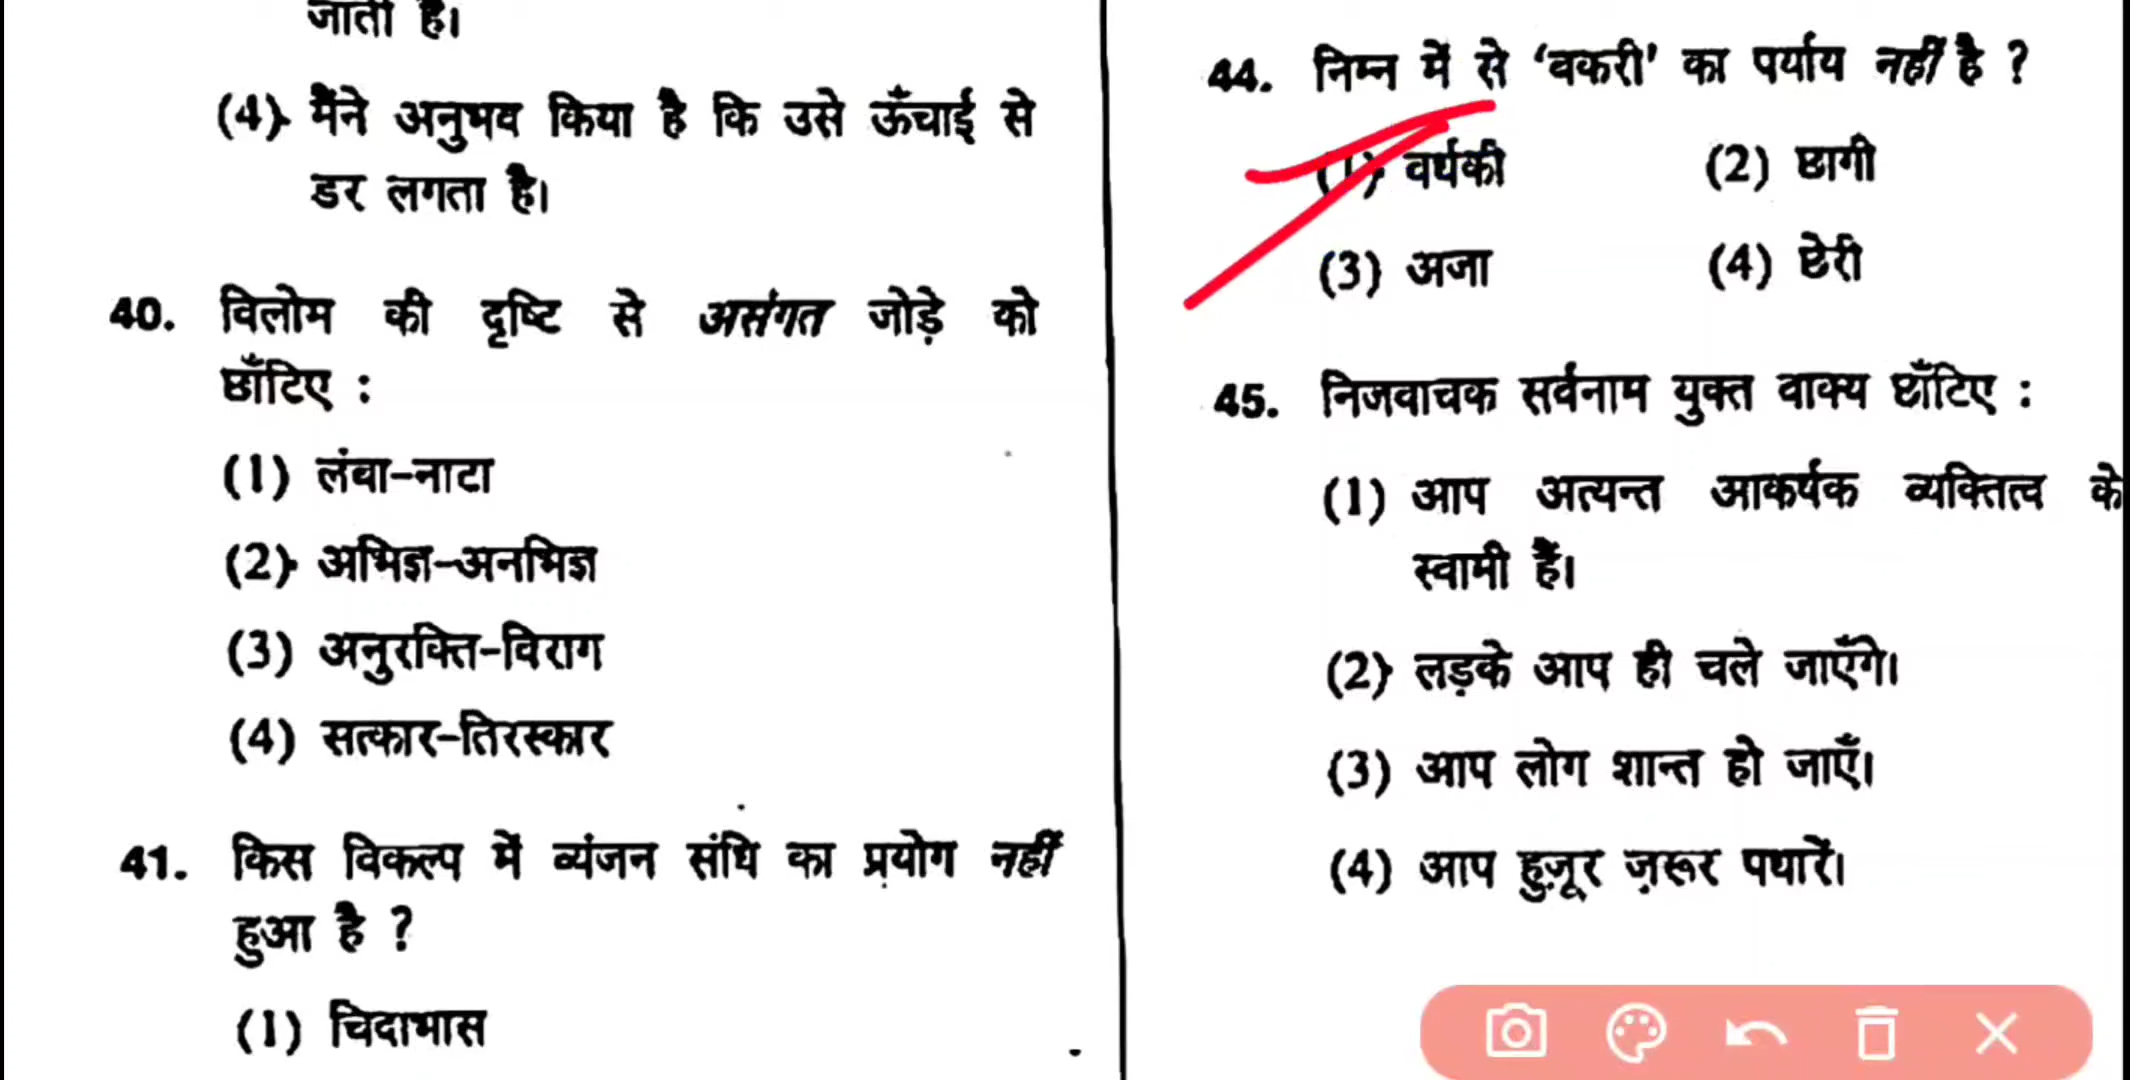 जाता है।
(4) मैंने अनुभव किया है कि उसे ऊँचाई से
डर लगता है।
40. विलोम की दृष्टि से असंगत जोड़े को
छाँटिए :
(1) लंबा-नाटा
(2) अभिज्ञ-अनभिज्ञ
(3) अनुरक्ति-विराग
(4) सत्कार-तिरस्कार
41. किस विकल्प में व्यंजन संधि का प्रयोग नहीं
हुआ है ?
(1) चिदाभास
44. निम्न में से ‘बकरी’ का पर्याय नहीं है ?
(1) वर्धकी (2) छागी
(3) अजा (4) छेरी
45. निजवाचक सर्वनाम युक्त वाक्य छाँटिए :
(1) आप अत्यन्त आकर्षक व्यक्तित्व के
स्वामी हैं।
(2) लड़के आप ही चले जाएँगे।
(3) आप लोग शान्त हो जाएँ।
(4) आप हुज़ूर ज़रूर पधारें।